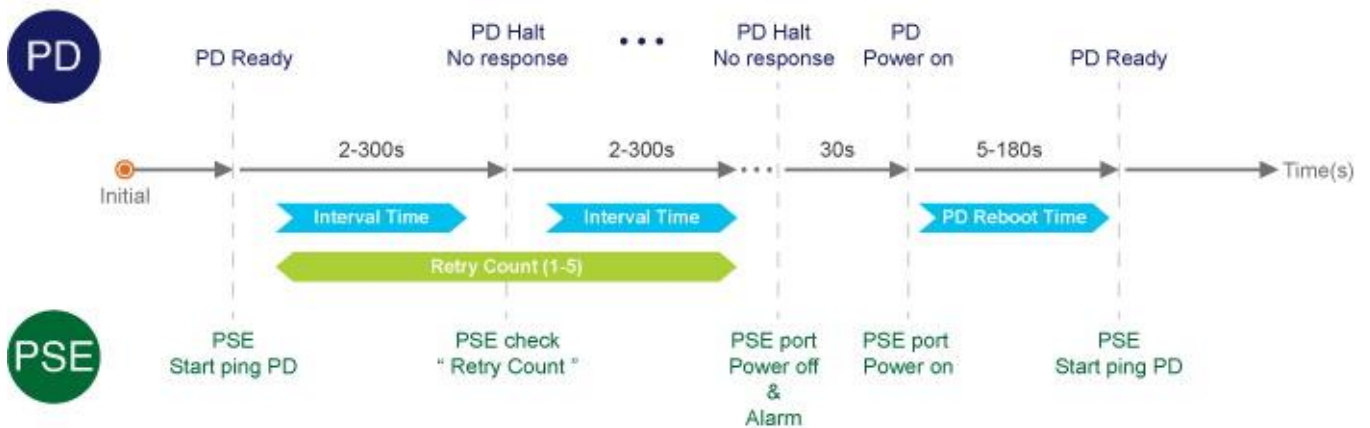 PD
PD Ready
PD Halt
No response
• • •
PD Halt
No response
PD
Power on
PD Ready
2-300s
2-300s
30s
5-180s
Initial
Time(s)
Interval Time
Interval Time
PD Reboot Time
Retry Count (1-5)
PSE
PSE
Start ping PD
PSE check
“ Retry Count ”
PSE port
Power off
&
Alarm
PSE port
Power on
PSE
Start ping PD